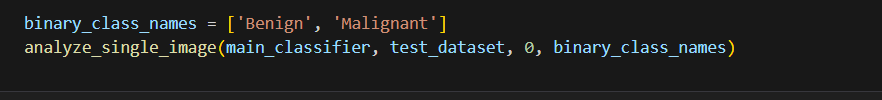 binary_class_names = ['Benign', 'Malignant']
analyze_single_image(main_classifier, test_dataset, 0, binary_class_names)